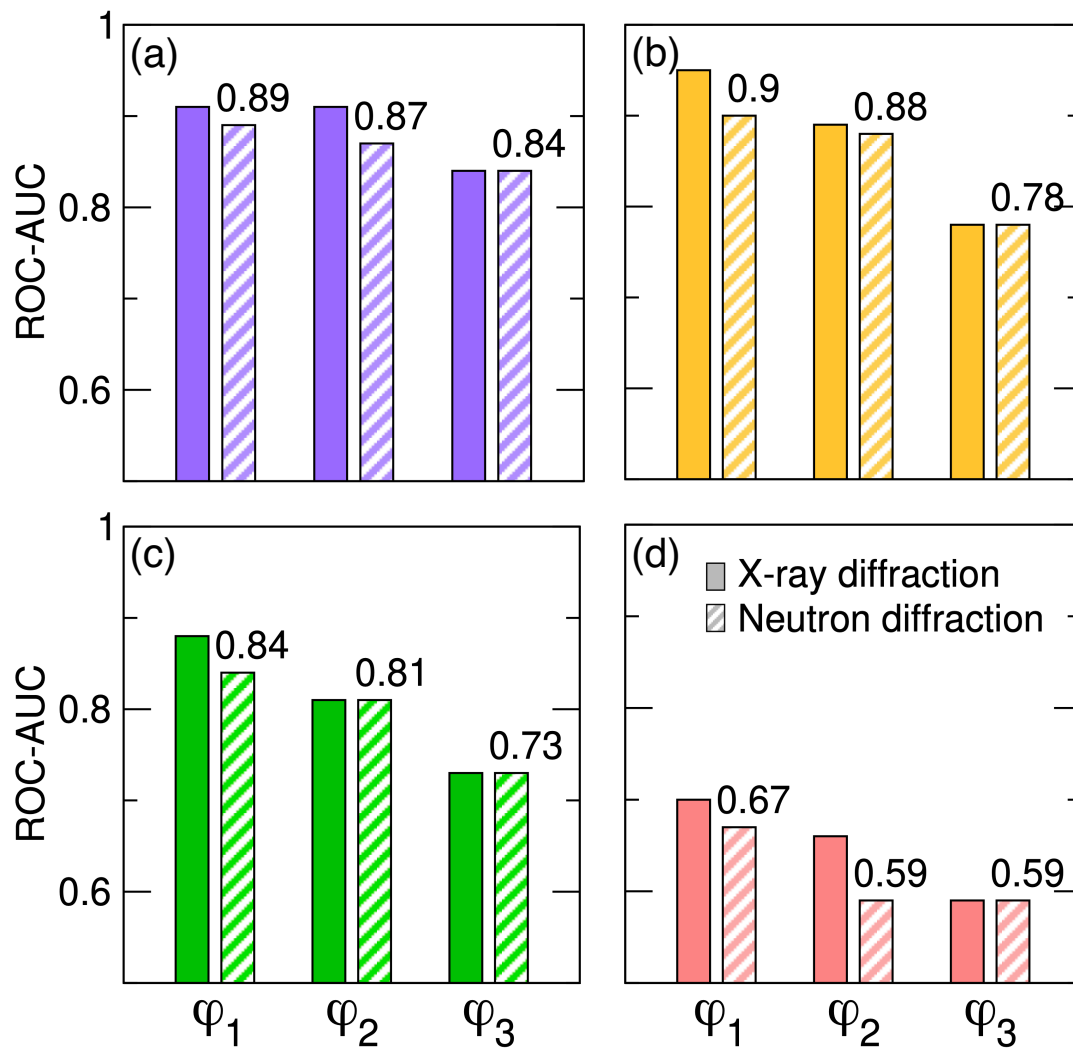 1
(a)
0.89
0.87
0.84
0.8
0.6
ROC-AUC
(b)
0.9
0.88
0.78
1
(c)
0.84
0.81
0.73
0.8
0.6
ROC-AUC
φ1
φ2
φ3
(d)
X-ray diffraction
Neutron diffraction
0.67
0.59
0.59
φ1
φ2
φ3